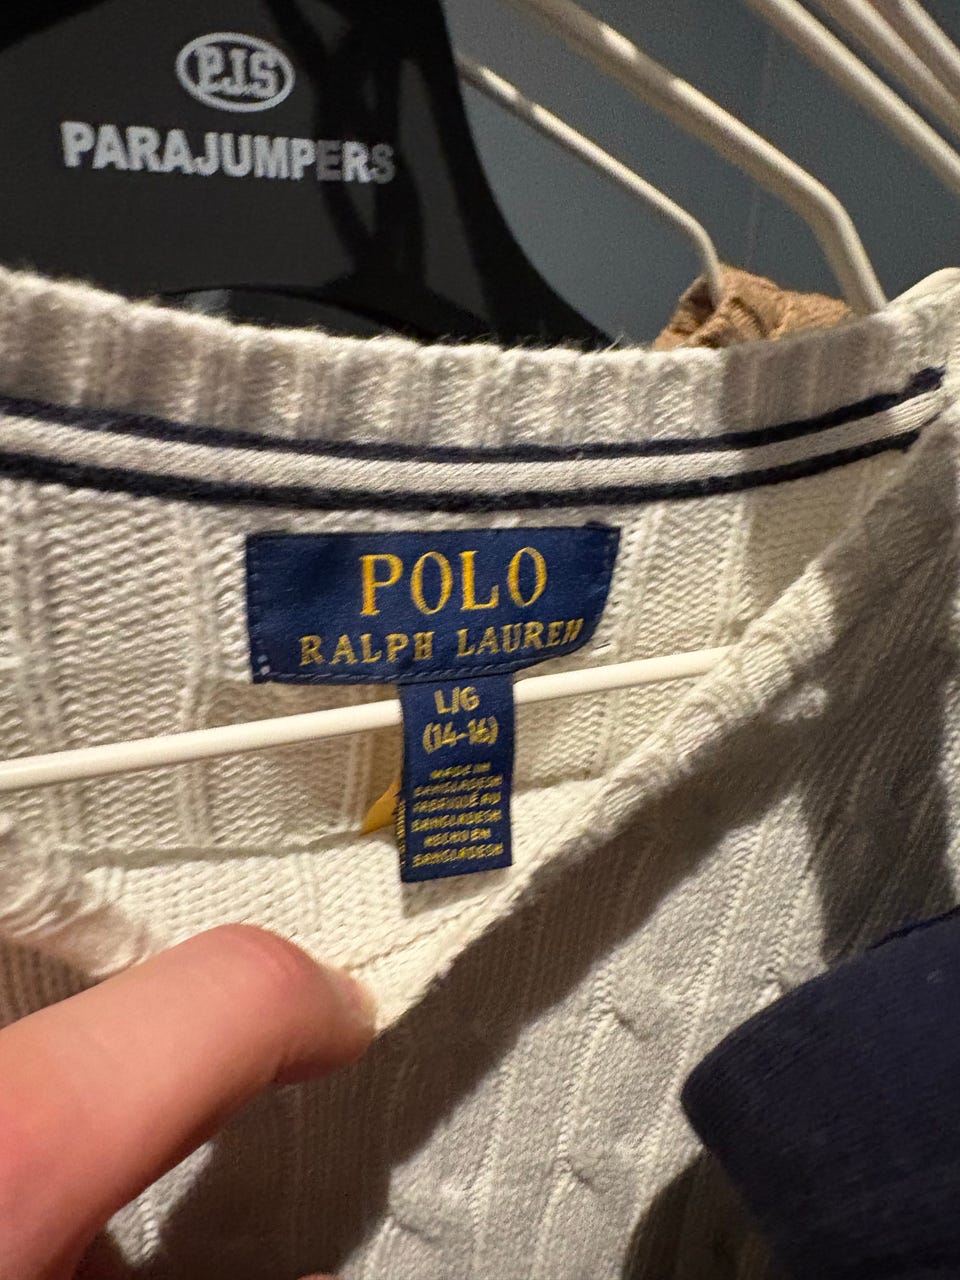 PJS
PARAJUMPERS
POLO
RALPH LAUREN
L/G
(14-16)
MADE IN
BANGLADESH
FABRIQUÉ AU
BANGLADESH
HECHO EN
BANGLADESH